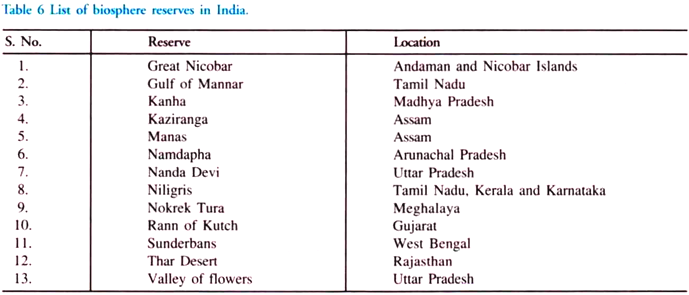 Table 6 List of biosphere reserves in India.
S. No. Reserve Location
1. Great Nicobar Andaman and Nicobar Islands
2. Gulf of Mannar Tamil Nadu
3. Kanha Madhya Pradesh
4. Kaziranga Assam
5. Manas Assam
6. Namdapha Arunachal Pradesh
7. Nanda Devi Uttar Pradesh
8. Niligris Tamil Nadu, Kerala and Karnataka
9. Nokrek Tura Meghalaya
10. Rann of Kutch Gujarat
11. Sunderbans West Bengal
12. Thar Desert Rajasthan
13. Valley of flowers Uttar Pradesh